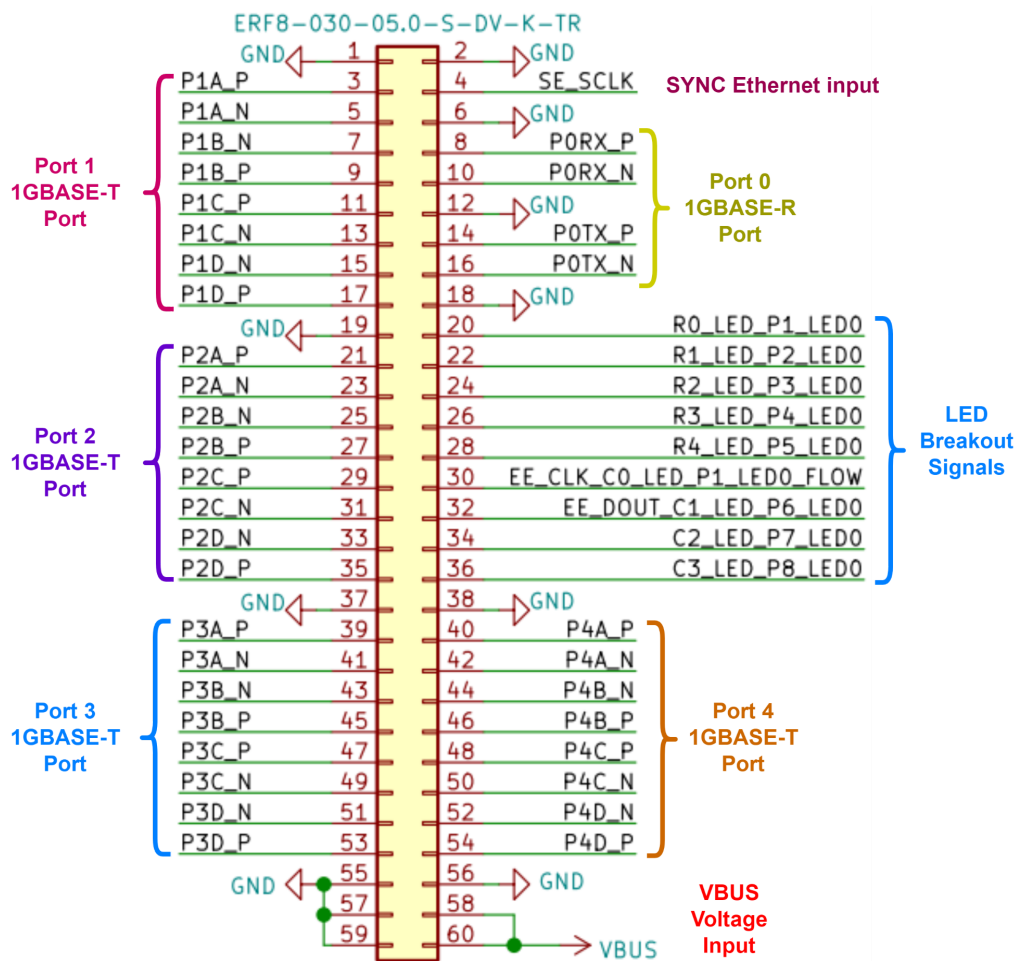 ERF8-030-05.0-S-DV-K-TR
GND 1 2 GND
P1A_P 3 4 SE_SCLK SYNC Ethernet input
P1A_N 5 6 GND
P1B_N 7 8 P0RX_P
P1B_P 9 10 P0RX_N
P1C_P 11 12 GND
P1C_N 13 14 P0TX_P
P1D_N 15 16 P0TX_N
P1D_P 17 18 GND
Port 1
1GBASE-T
Port
Port 0
1GBASE-R
Port
GND 19 20 R0_LED_P1_LED0
P2A_P 21 22 R1_LED_P2_LED0
P2A_N 23 24 R2_LED_P3_LED0
P2B_N 25 26 R3_LED_P4_LED0
P2B_P 27 28 R4_LED_P5_LED0
P2C_P 29 30 EE_CLK_C0_LED_P1_LED0_FLOW
P2C_N 31 32 EE_DOUT_C1_LED_P6_LED0
P2D_N 33 34 C2_LED_P7_LED0
P2D_P 35 36 C3_LED_P8_LED0
Port 2
1GBASE-T
Port
LED
Breakout
Signals
GND 37 38 GND
P3A_P 39 40 P4A_P
P3A_N 41 42 P4A_N
P3B_N 43 44 P4B_N
P3B_P 45 46 P4B_P
P3C_P 47 48 P4C_P
P3C_N 49 50 P4C_N
P3D_N 51 52 P4D_N
P3D_P 53 54 P4D_P
Port 3
1GBASE-T
Port
Port 4
1GBASE-T
Port
GND 55 56 GND
57 58
59 60 VBUS
VBUS
Voltage
Input